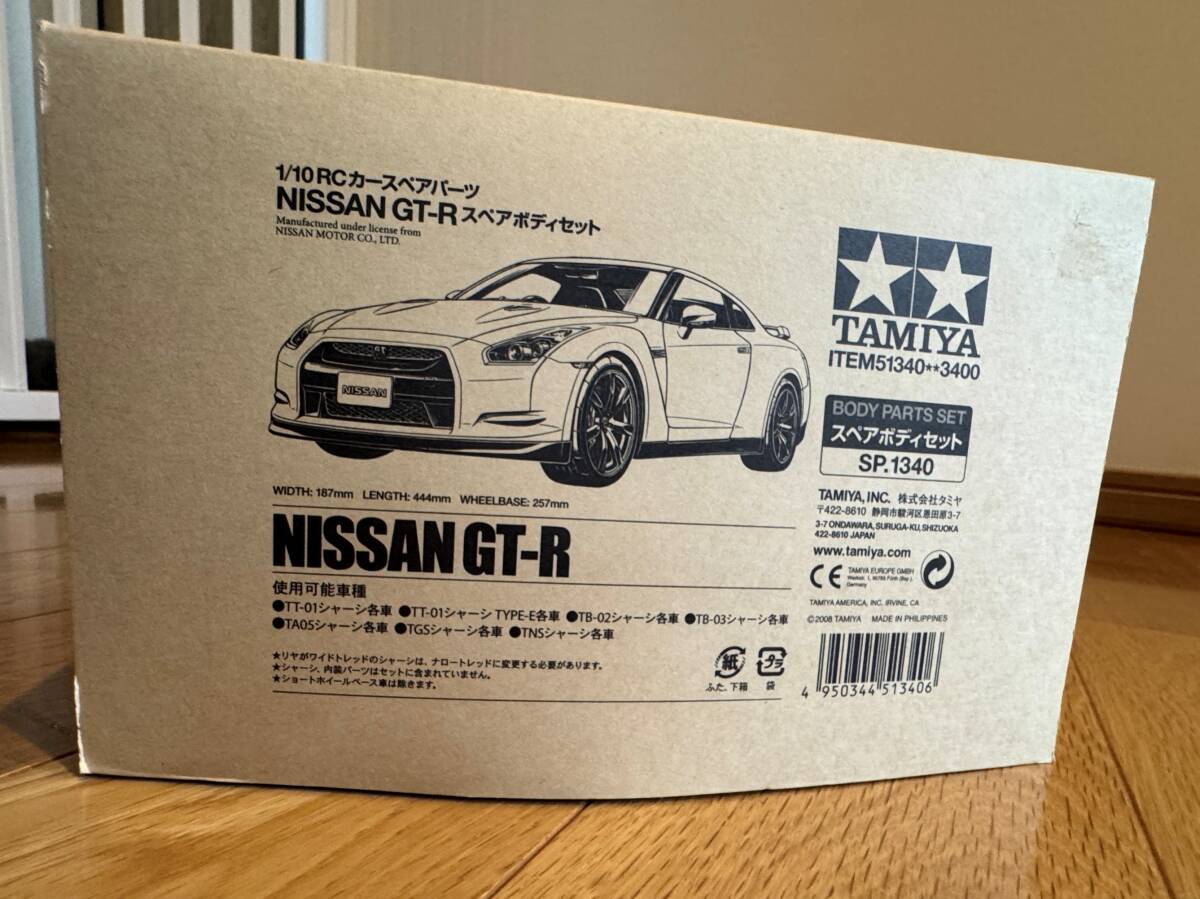 1/10 RCカースペアパーツ
NISSAN GT-R スペアボディセット
Manufactured under license from
NISSAN MOTOR CO., LTD.
NISSAN
WIDTH: 187mm LENGTH: 444mm WHEELBASE: 257mm
NISSAN GT-R
使用可能車種
●TT-01シャーシ各車 ●TT-01シャーシ TYPE-E各車 ●TB-02シャーシ各車 ●TB-03シャーシ各車
●TA05シャーシ各車 ●TGSシャーシ各車 ●TNSシャーシ各車
★リヤがワイドトレッドのシャーシは、ナロートレッドに変更する必要があります。
★シャーシ、内装パーツはセットに含まれていません。
★ショートホイールベース車は除きます。
TAMIYA
ITEM51340★★3400
BODY PARTS SET
スペアボディセット
SP.1340
TAMIYA, INC. 株式会社タミヤ
〒422-8610 静岡市駿河区恩田原3-7
3-7 ONDAWARA, SURUGA-KU, SHIZUOKA
422-8610 JAPAN
www.tamiya.com
CE
TAMIYA EUROPE GMBH
Germany
TAMIYA AMERICA, INC. IRVINE, CA
©2008 TAMIYA MADE IN PHILIPPINES
紙
ふた、下箱
プラ
袋
4 950344 513406